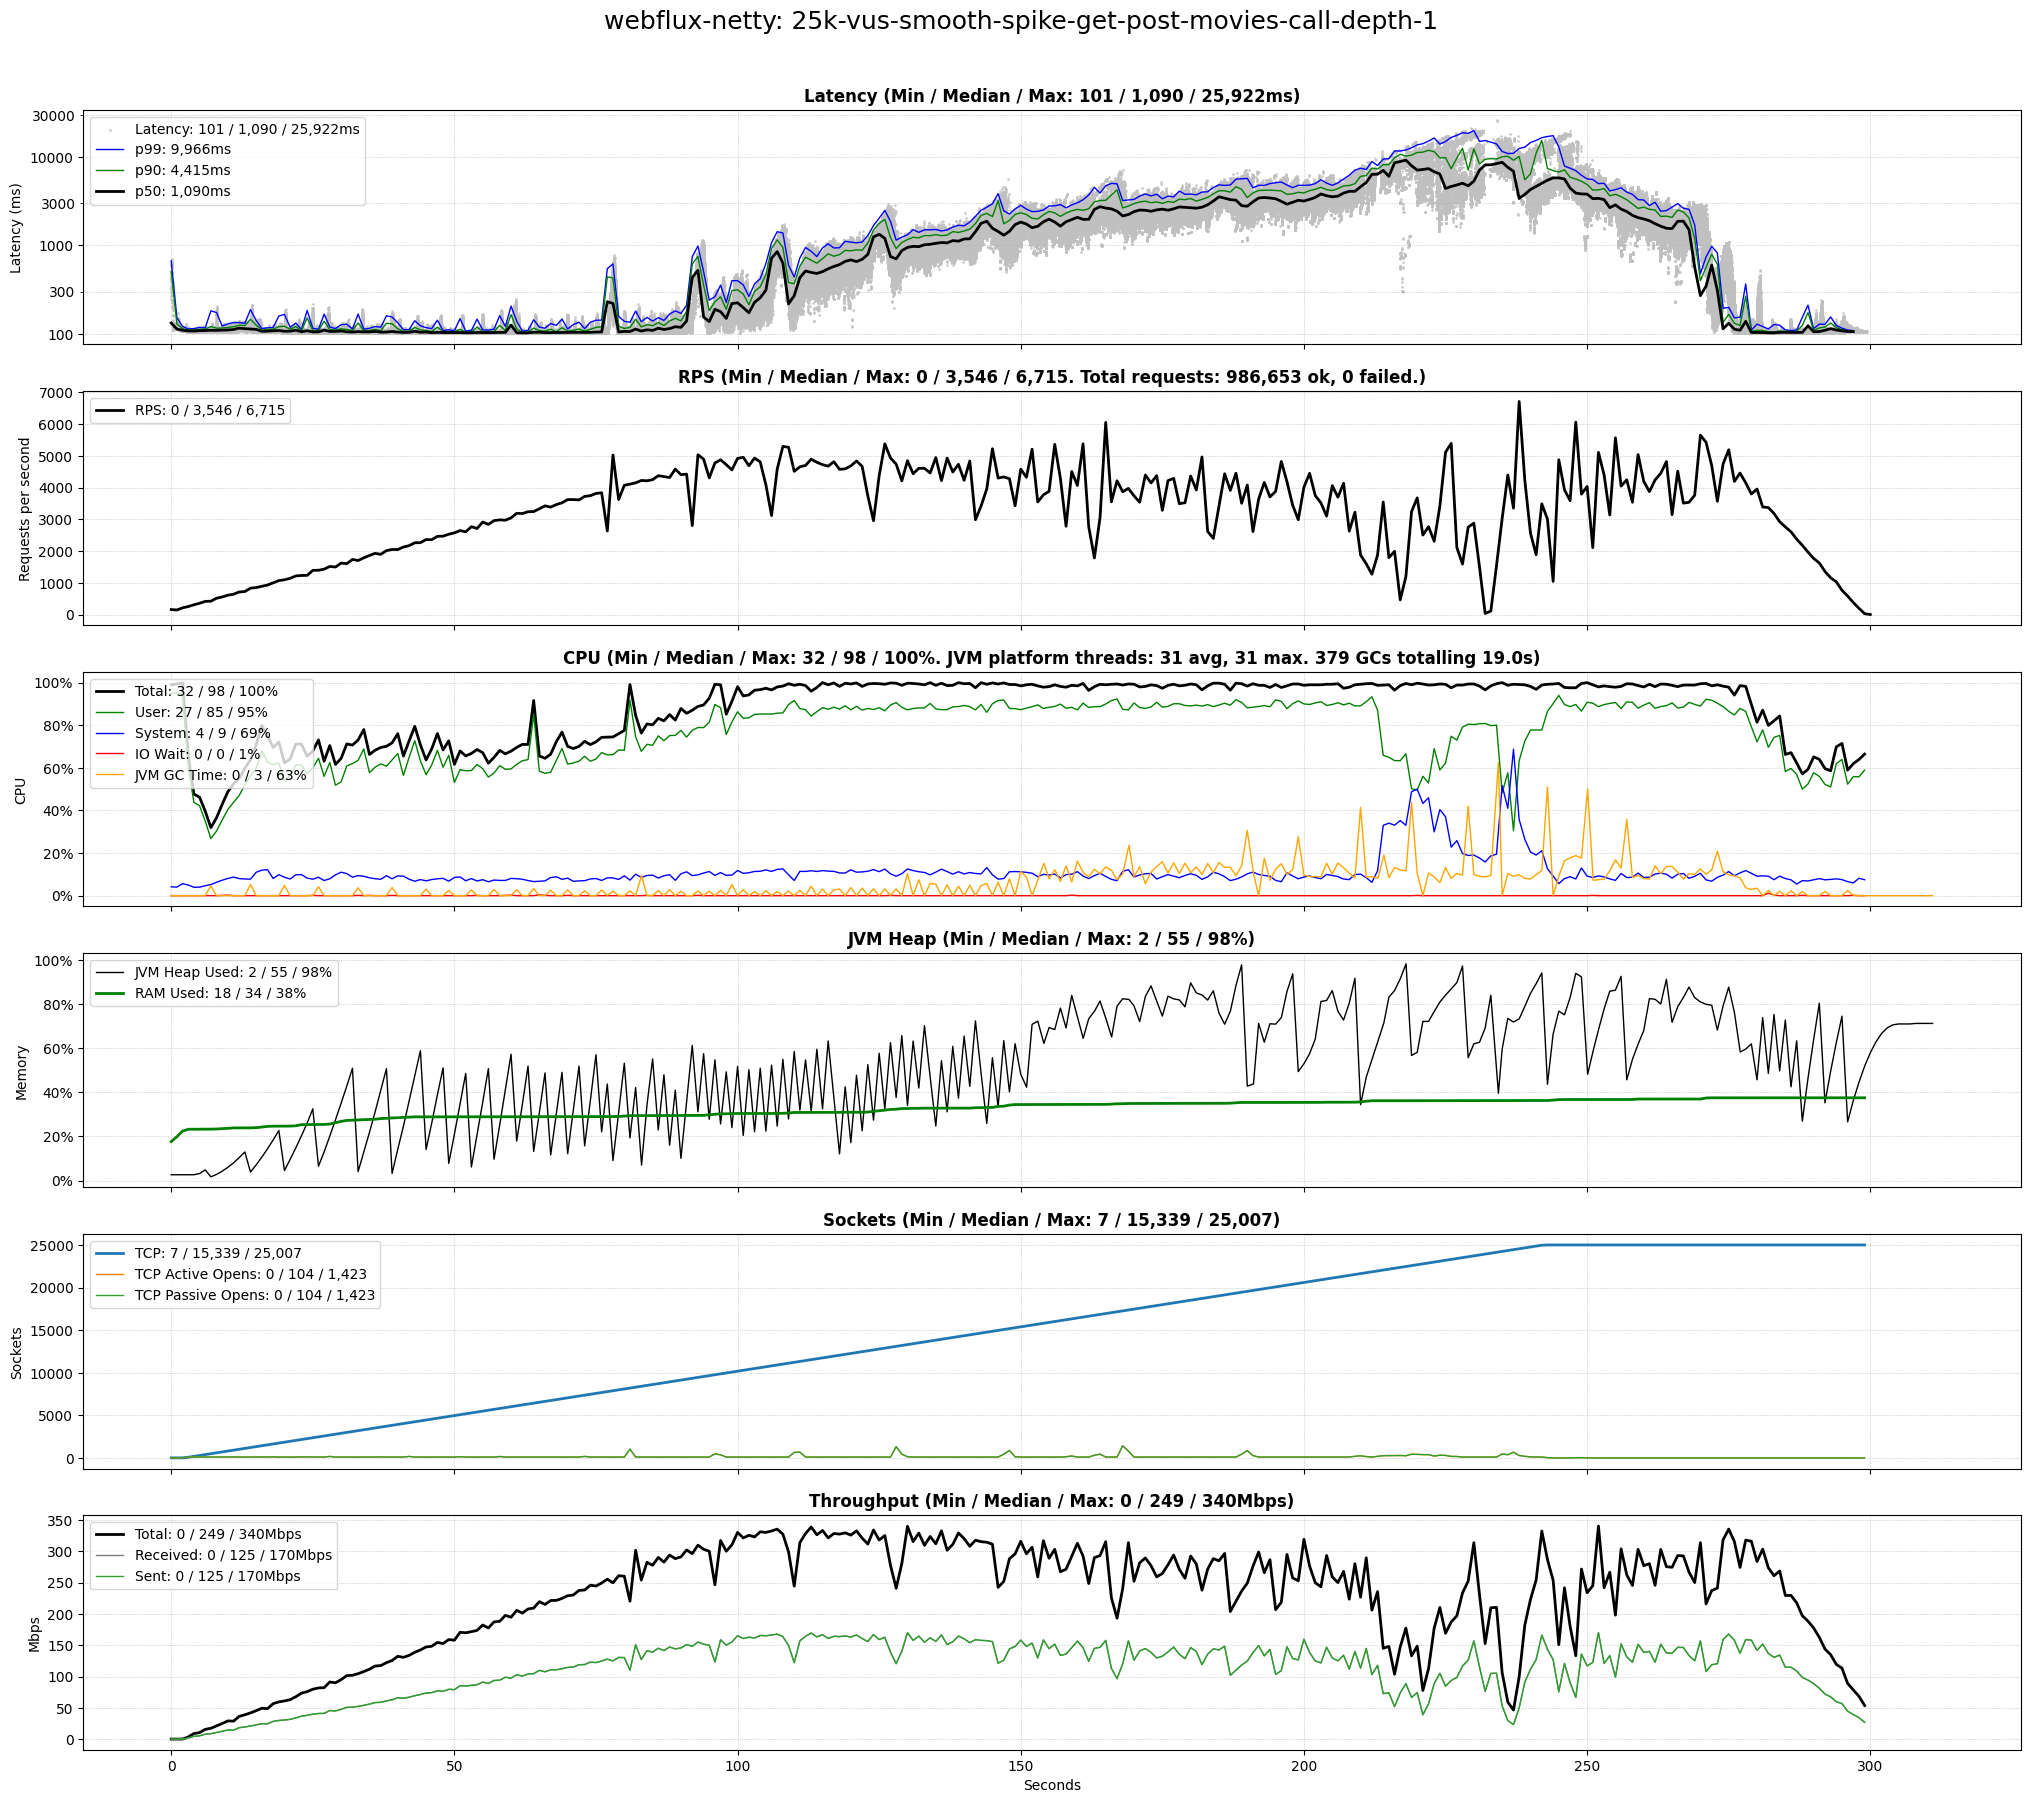 webflux-netty: 25k-vus-smooth-spike-get-post-movies-call-depth-1
Latency (Min / Median / Max: 101 / 1,090 / 25,922ms)
Latency (ms)
30000
10000
3000
1000
300
100
Latency: 101 / 1,090 / 25,922ms
p99: 9,966ms
p90: 4,415ms
p50: 1,090ms
RPS (Min / Median / Max: 0 / 3,546 / 6,715. Total requests: 986,653 ok, 0 failed.)
Requests per second
7000
6000
5000
4000
3000
2000
1000
0
RPS: 0 / 3,546 / 6,715
CPU (Min / Median / Max: 32 / 98 / 100%. JVM platform threads: 31 avg, 31 max. 379 GCs totalling 19.0s)
CPU
100%
80%
60%
40%
20%
0%
Total: 32 / 98 / 100%
User: 27 / 85 / 95%
System: 4 / 9 / 69%
IO Wait: 0 / 0 / 1%
JVM GC Time: 0 / 3 / 63%
JVM Heap (Min / Median / Max: 2 / 55 / 98%)
Memory
100%
80%
60%
40%
20%
0%
JVM Heap Used: 2 / 55 / 98%
RAM Used: 18 / 34 / 38%
Sockets (Min / Median / Max: 7 / 15,339 / 25,007)
Sockets
25000
20000
15000
10000
5000
0
TCP: 7 / 15,339 / 25,007
TCP Active Opens: 0 / 104 / 1,423
TCP Passive Opens: 0 / 104 / 1,423
Throughput (Min / Median / Max: 0 / 249 / 340Mbps)
Mbps
350
300
250
200
150
100
50
0
Total: 0 / 249 / 340Mbps
Received: 0 / 125 / 170Mbps
Sent: 0 / 125 / 170Mbps
0 50 100 150 200 250 300
Seconds